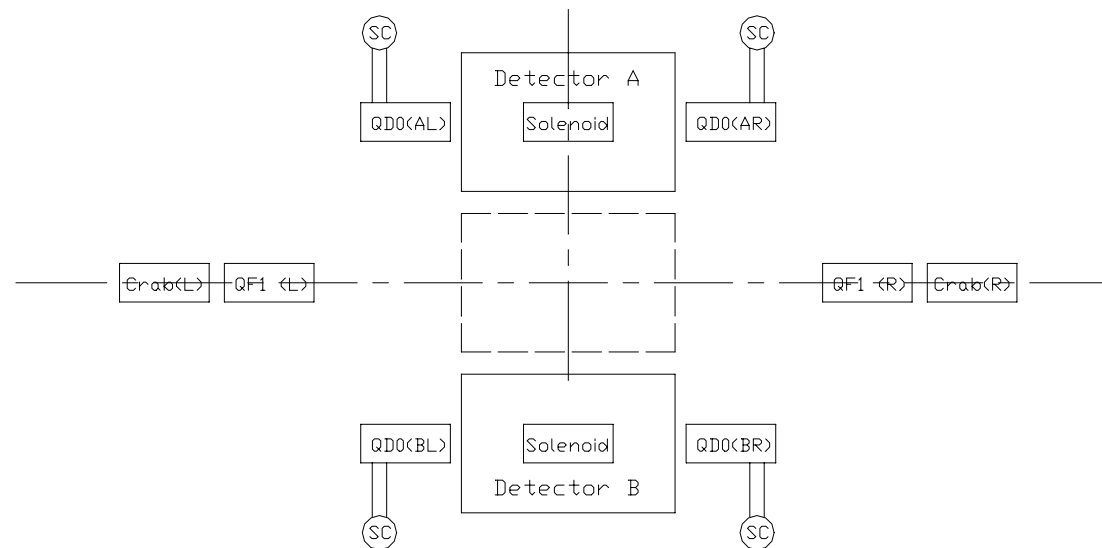 SC SC
Detector A
QD0(AL) Solenoid QD0(AR)
Crab(L) QF1 (L) QF1 (R) Crab(R)
QD0(BL) Solenoid QD0(BR)
Detector B
SC SC